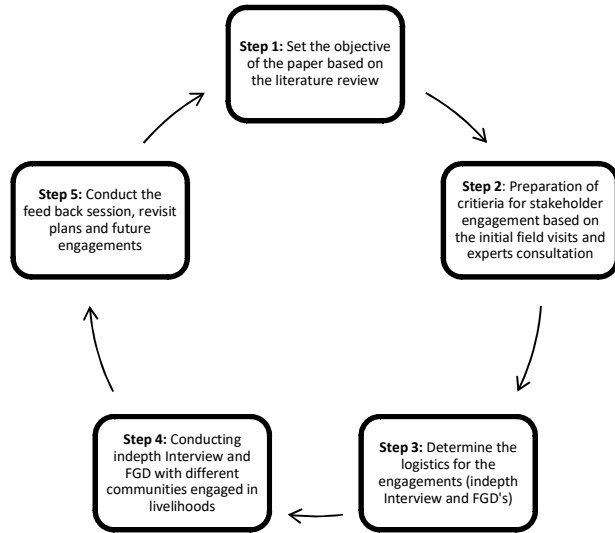 Step 1: Set the objective
of the paper based on
the literature review
Step 2: Preparation of
critieria for stakeholder
engagement based on
the initial field visits and
experts consultation
Step 3: Determine the
logistics for the
engagements (indepth
Interview and FGD's)
Step 4: Conducting
indepth Interview and
FGD with different
communities engaged in
livelihoods
Step 5: Conduct the
feed back session, revisit
plans and future
engagements